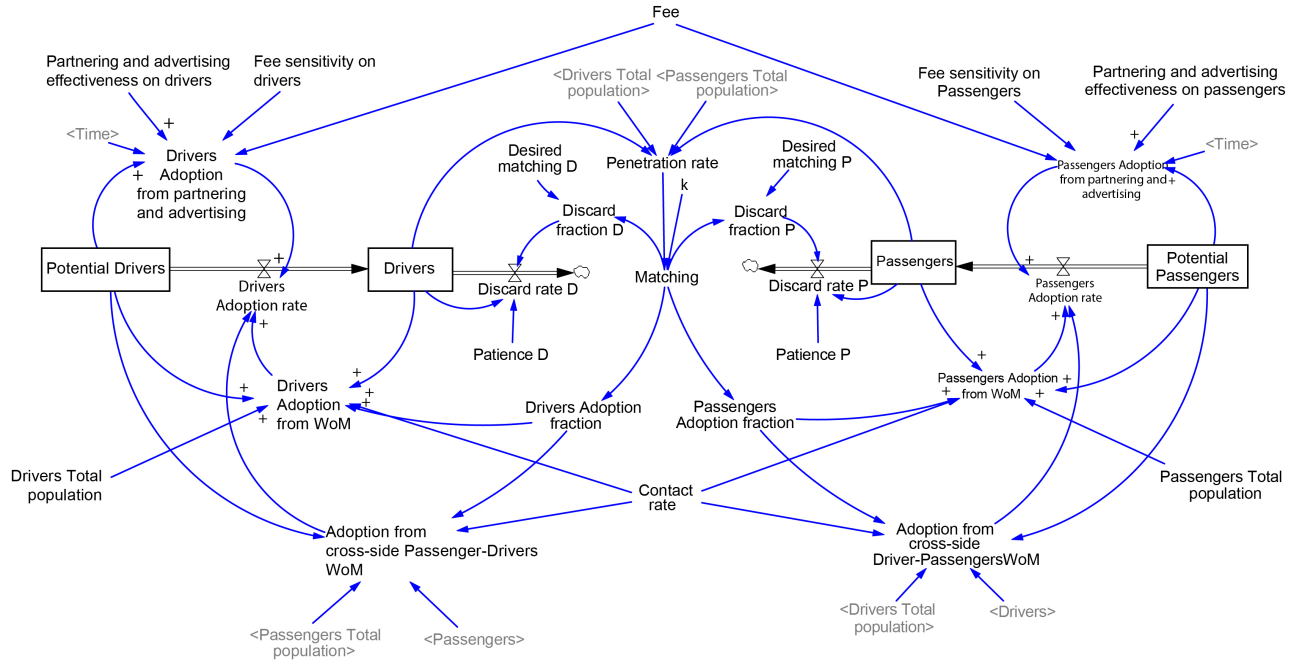 Fee
Partnering and advertising
effectiveness on drivers
Fee sensitivity on
drivers
<Drivers Total
population>
<Passengers Total
population>
Fee sensitivity on
Passengers
Partnering and advertising
effectiveness on passengers
<Time>
+
+
Drivers
Adoption
from partnering
and advertising
Desired
matching D
Penetration rate
k
Desired
matching P
+
<Time>
Passengers Adoption
from partnering and
advertising
+
Discard
fraction D
Discard
fraction P
Potential Drivers
+
Drivers
Adoption rate
Drivers
Discard rate D
Matching
Discard rate P
Passengers
+
Passengers
Adoption rate
Potential
Passengers
+
+
Patience D
Patience P
Drivers
Adoption
from WoM
+
+
+
+
+
Drivers Adoption
fraction
Passengers
Adoption fraction
Passengers Adoption
from WoM
+
+
+
+
Drivers Total
population
Contact
rate
Passengers Total
population
Adoption from
cross-side Passenger-Drivers
WoM
Adoption from
cross-side
Driver-PassengersWoM
<Passengers Total
population>
<Passengers>
<Drivers Total
population>
<Drivers>